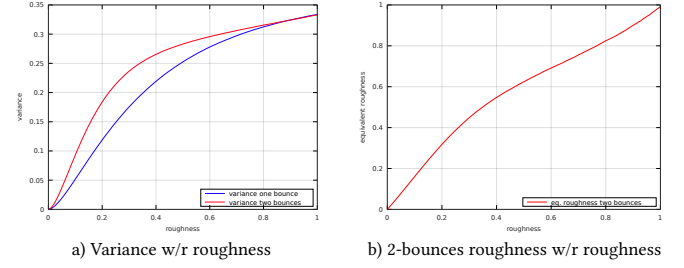 0.35
0.3
0.25
0.2
0.15
0.1
0.05
0
variance
0 0.2 0.4 0.6 0.8 1
roughness
variance one bounce
variance two bounces
a) Variance w/r roughness
1
0.8
0.6
0.4
0.2
0
equivalent roughness
0 0.2 0.4 0.6 0.8 1
roughness
eq. roughness two bounces
b) 2-bounces roughness w/r roughness